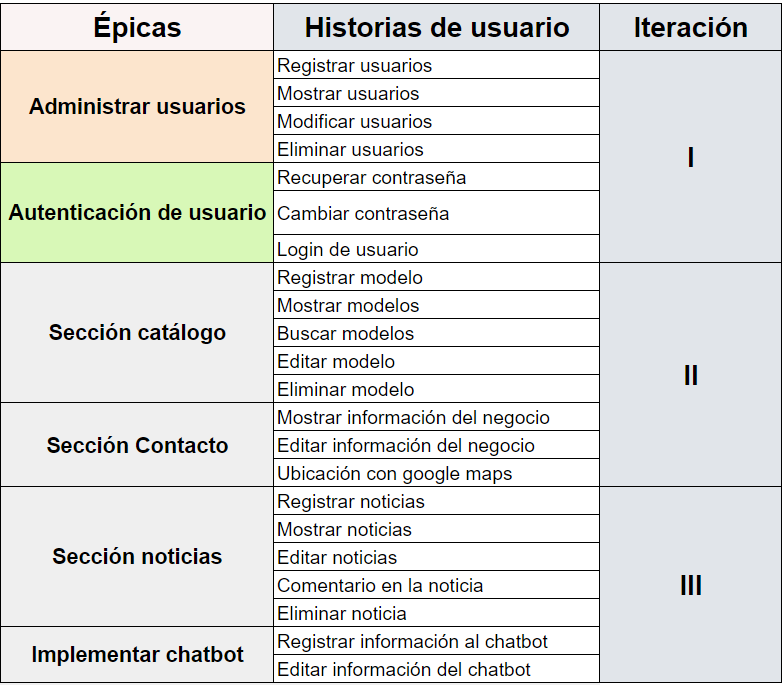 Épicas
Historias de usuario
Iteración
Administrar usuarios
Registrar usuarios
Mostrar usuarios
Modificar usuarios
Eliminar usuarios
I
Autenticación de usuario
Recuperar contraseña
Cambiar contraseña
Login de usuario
Sección catálogo
Registrar modelo
Mostrar modelos
Buscar modelos
Editar modelo
Eliminar modelo
II
Sección Contacto
Mostrar información del negocio
Editar información del negocio
Ubicación con google maps
Sección noticias
Registrar noticias
Mostrar noticias
Editar noticias
Comentario en la noticia
Eliminar noticia
III
Implementar chatbot
Registrar información al chatbot
Editar información del chatbot